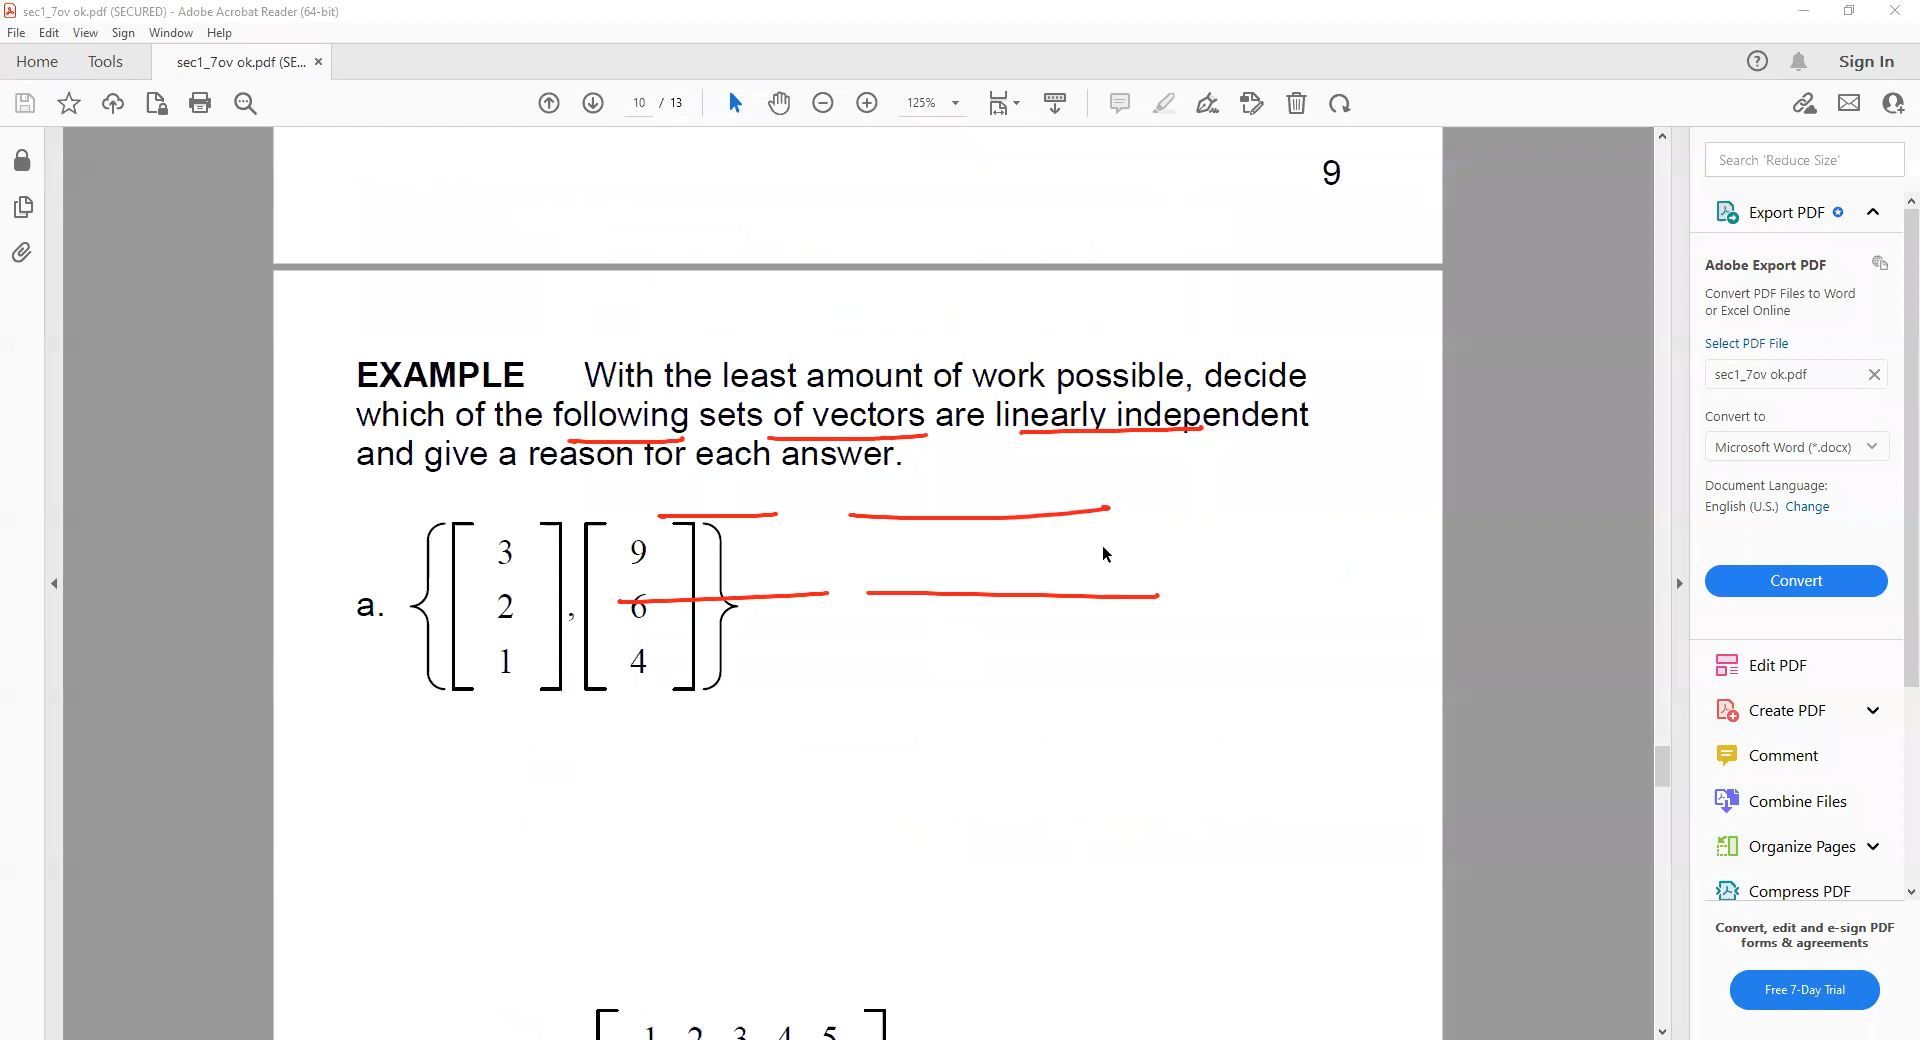 sec1_7ov ok.pdf (SECURED) - Adobe Acrobat Reader (64-bit)
File Edit View Sign Window Help
Home Tools sec1_7ov ok.pdf (SE... × ? Sign In
10 / 13 125%
9
EXAMPLE With the least amount of work possible, decide
which of the following sets of vectors are linearly independent
and give a reason for each answer.
a. { [ 3 ] , [ 9 ] }
2 6
1 4
1 2 3 4 5
Search 'Reduce Size'
Export PDF
Adobe Export PDF
Convert PDF Files to Word
or Excel Online
Select PDF File
sec1_7ov ok.pdf
Convert to
Microsoft Word (*.docx)
Document Language:
English (U.S.) Change
Convert
Edit PDF
Create PDF
Comment
Combine Files
Organize Pages
Compress PDF
Convert, edit and e-sign PDF
forms & agreements
Free 7-Day Trial